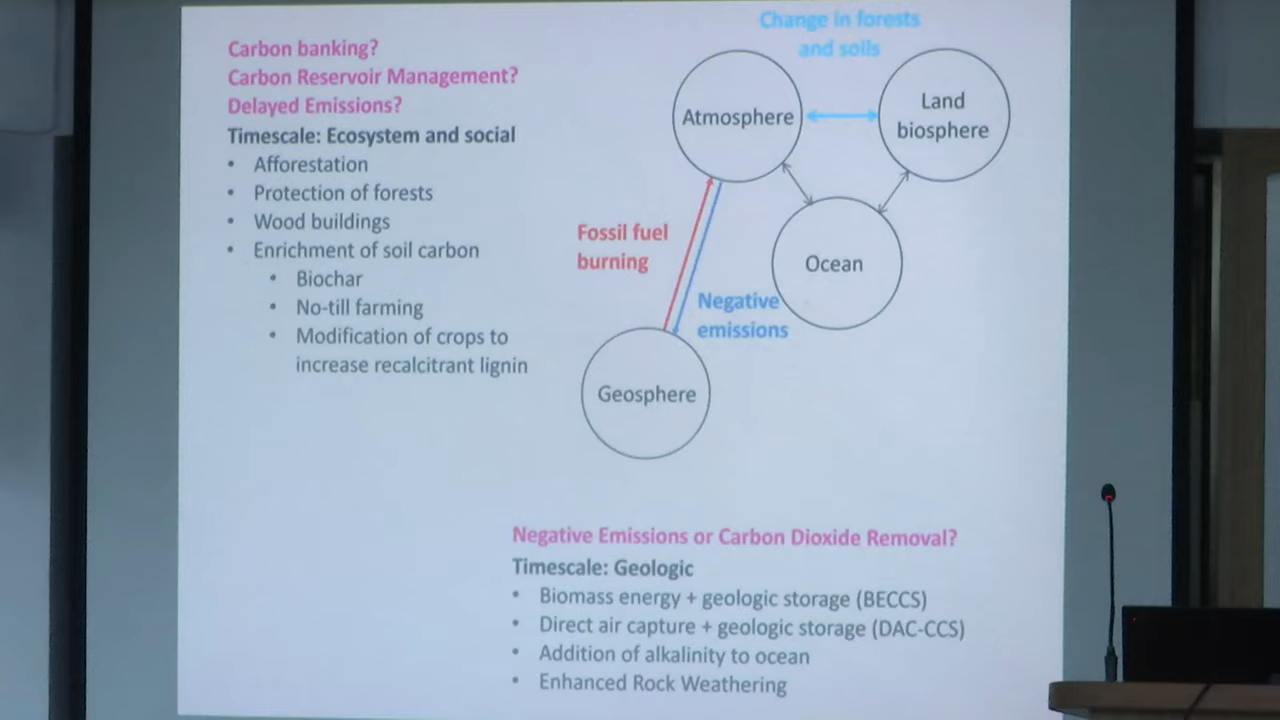 Carbon banking?
Carbon Reservoir Management?
Delayed Emissions?
Timescale: Ecosystem and social
• Afforestation
• Protection of forests
• Wood buildings
• Enrichment of soil carbon
• Biochar
• No-till farming
• Modification of crops to
increase recalcitrant lignin
Change in forests
and soils
Atmosphere
Land
biosphere
Ocean
Fossil fuel
burning
Negative
emissions
Geosphere
Negative Emissions or Carbon Dioxide Removal?
Timescale: Geologic
• Biomass energy + geologic storage (BECCS)
• Direct air capture + geologic storage (DAC-CCS)
• Addition of alkalinity to ocean
• Enhanced Rock Weathering